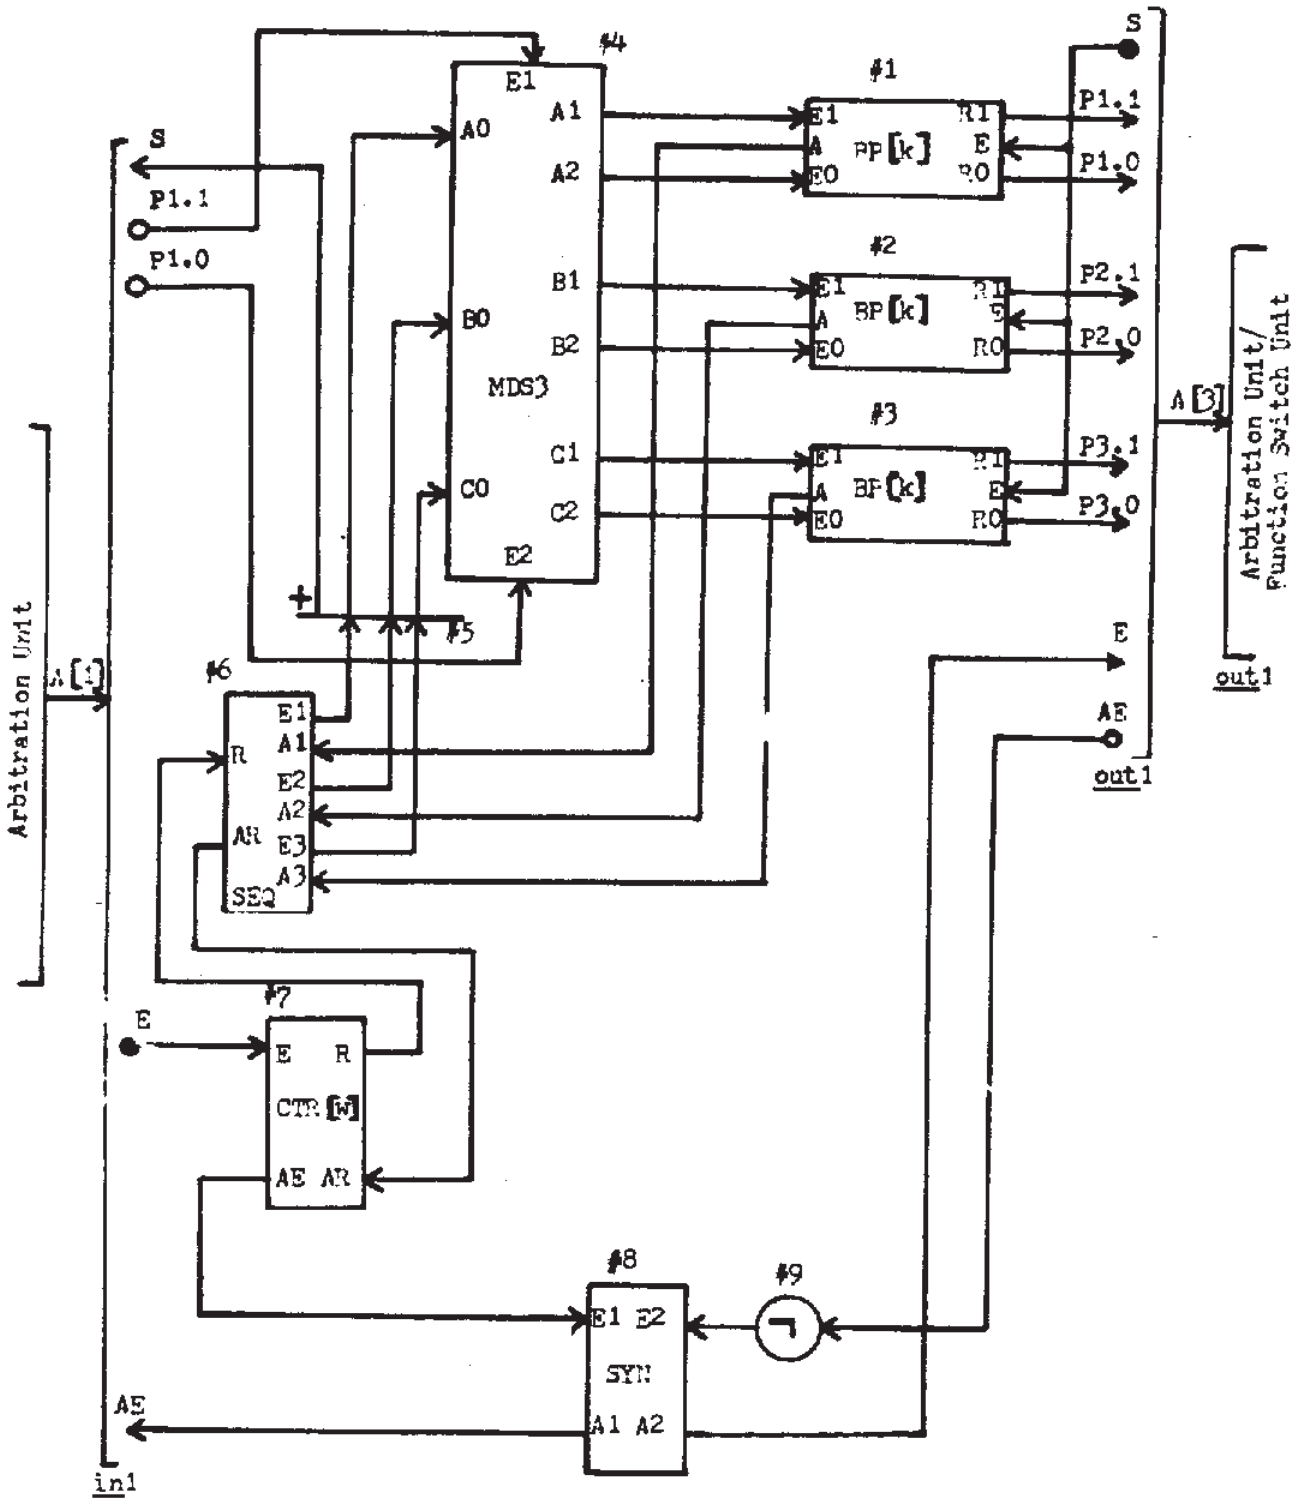 #4
S
E1
#1
A1
E1
R1
P1.1
A0
S
A
BP[k]
E
A2
E0
R0
P1.0
P1.1
#2
P1.0
B1
E1
R1
P2.1
A
BP[k]
E
B0
B2
E0
R0
P2.0
MDS3
#3
A[3]
Arbitration Unit/
Function Switch Unit
C1
E1
R1
P3.1
C0
A
BP[k]
E
C2
E0
R0
P3.0
E2
+
#5
E
Arbitration Unit
A[1]
#6
out1
E1
AE
R
A1
E2
out1
A2
AR
E3
A3
SEQ
#7
E
E
R
CTR[W]
AE
AR
#8
#9
E1
E2
¬
SYN
AE
A1
A2
in1